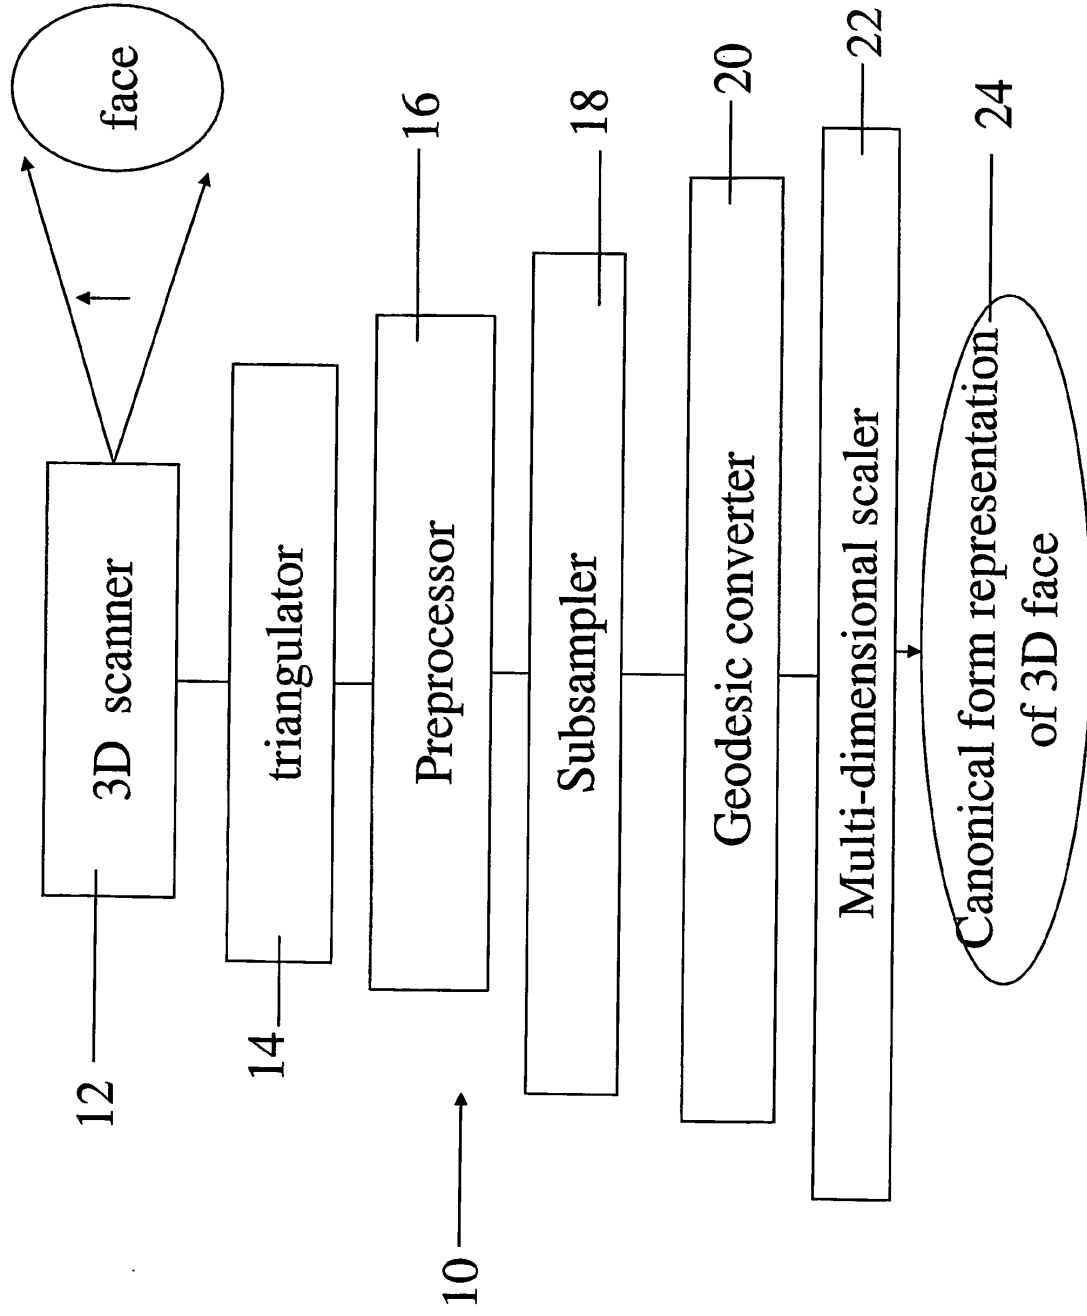 face
3D scanner
12
triangulator
14
Preprocessor
16
10
Subsampler
18
Geodesic converter
20
Multi-dimensional scaler
22
Canonical form representation
of 3D face
24